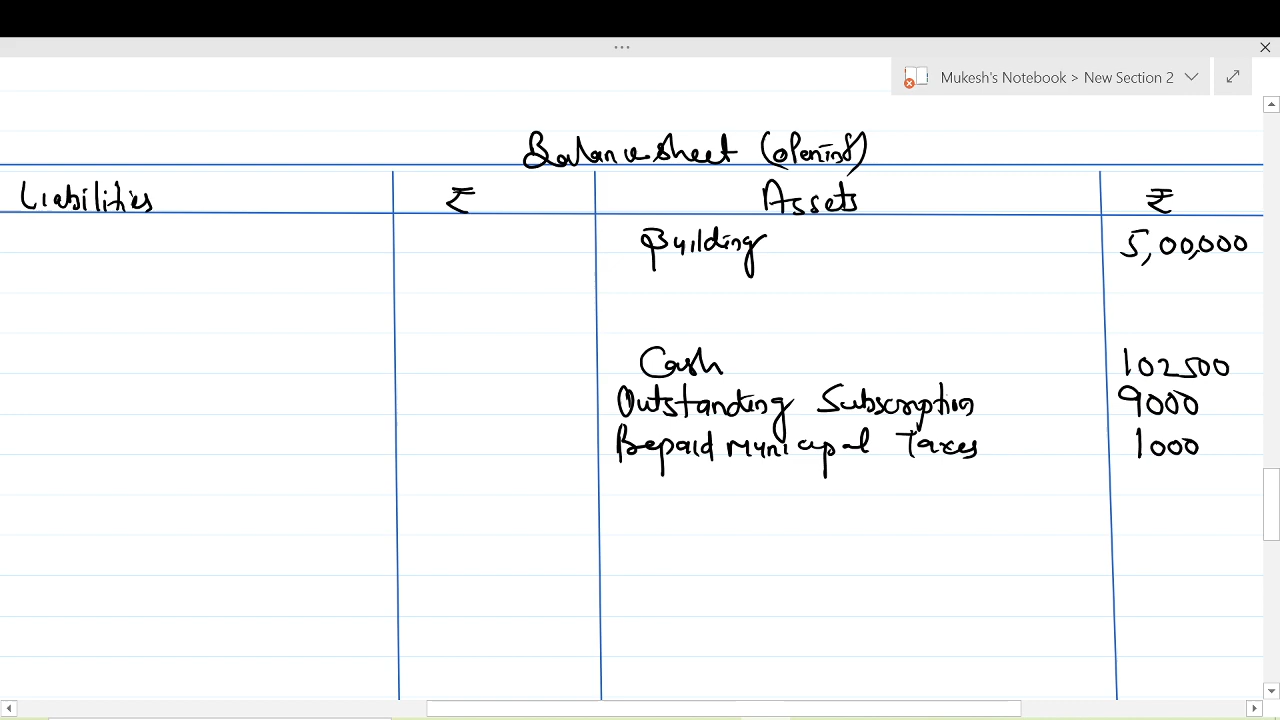 Mukesh's Notebook > New Section 2
Balance sheet (opening)
Liabilities ₹ Assets ₹
Building 5,00,000
Cash 102500
Outstanding Subscription 9000
Prepaid Municipal Taxes 1000